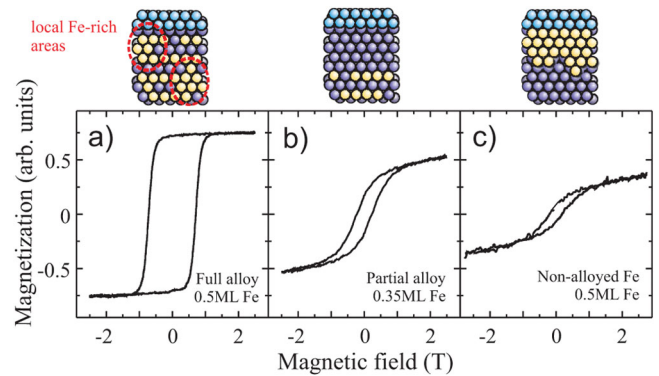 local Fe-rich
areas
a)
b)
c)
Magnetization (arb. units)
0.5
0
-0.5
Full alloy
0.5ML Fe
Partial alloy
0.35ML Fe
Non-alloyed Fe
0.5ML Fe
-2 0 2 -2 0 2 -2 0 2
Magnetic field (T)